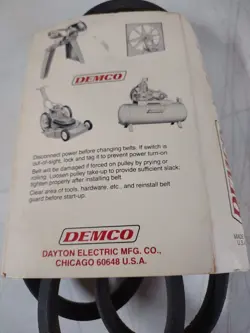 DEMCO
Disconnect power before changing belts. If switch is
out-of-sight, lock and tag it to prevent power turn-on.
Belt will be damaged if forced on pulley by prying or
rolling. Loosen pulley take-up to provide sufficient slack;
tighten properly after installing belt.
Clear area of tools, hardware, etc., and reinstall belt
guard before start-up.
DEMCO
DAYTON ELECTRIC MFG. CO.,
CHICAGO 60648 U.S.A.
MADE
U.S.